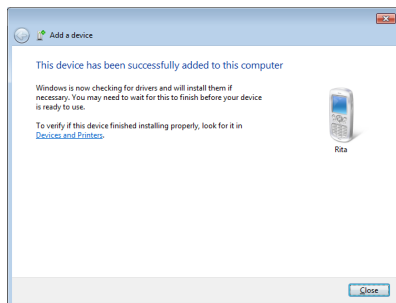 Add a device
This device has been successfully added to this computer
Windows is now checking for drivers and will install them if
necessary. You may need to wait for this to finish before your device
is ready to use.
To verify if this device finished installing properly, look for it in
Devices and Printers.
Rita
Close